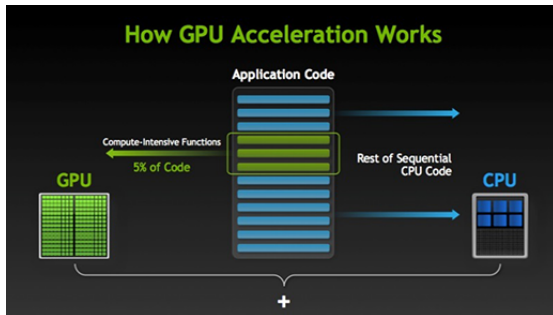 How GPU Acceleration Works
Application Code
Compute-Intensive Functions
5% of Code
Rest of Sequential
CPU Code
GPU
CPU
+